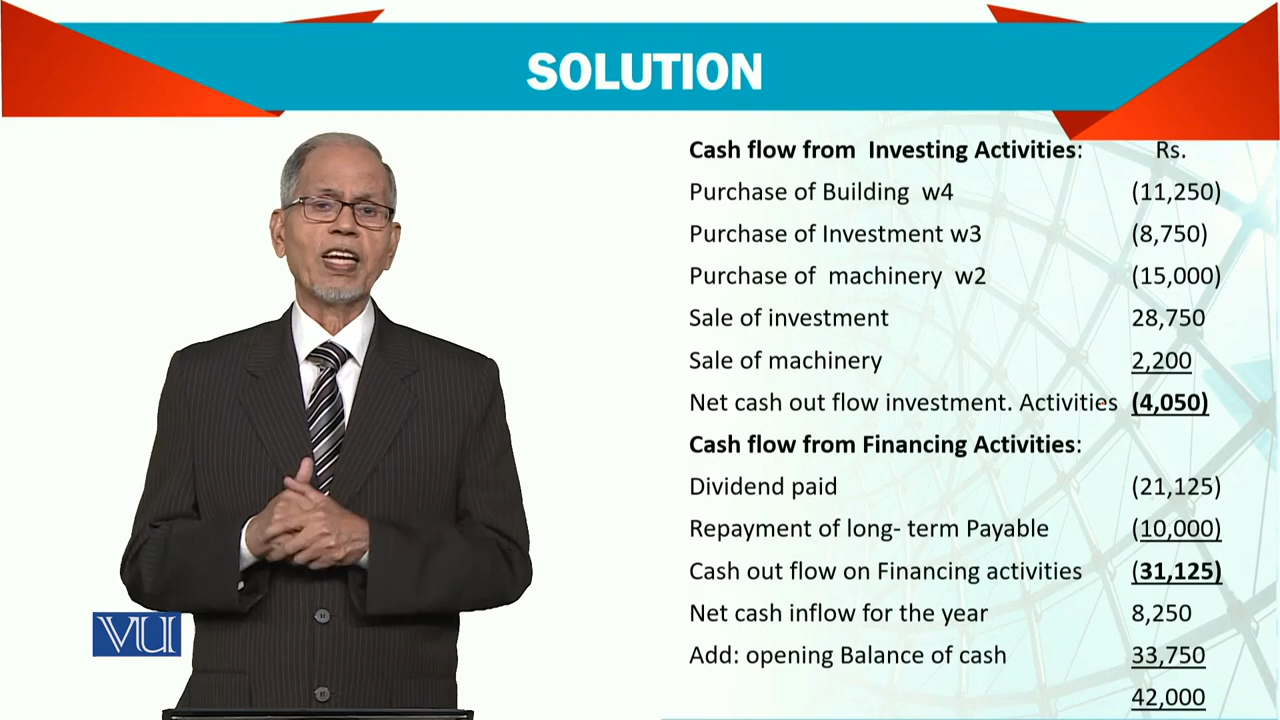 SOLUTION
Cash flow from Investing Activities: Rs.
Purchase of Building w4 (11,250)
Purchase of Investment w3 (8,750)
Purchase of machinery w2 (15,000)
Sale of investment 28,750
Sale of machinery 2,200
Net cash out flow investment. Activities (4,050)
Cash flow from Financing Activities:
Dividend paid (21,125)
Repayment of long- term Payable (10,000)
Cash out flow on Financing activities (31,125)
Net cash inflow for the year 8,250
Add: opening Balance of cash 33,750
42,000
VU